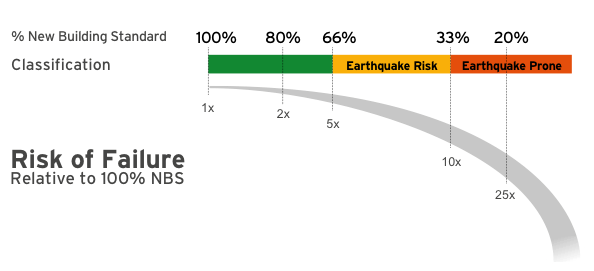 % New Building Standard 100% 80% 66% 33% 20%
Classification Earthquake Risk Earthquake Prone
1x
2x
5x
10x
25x
Risk of Failure
Relative to 100% NBS